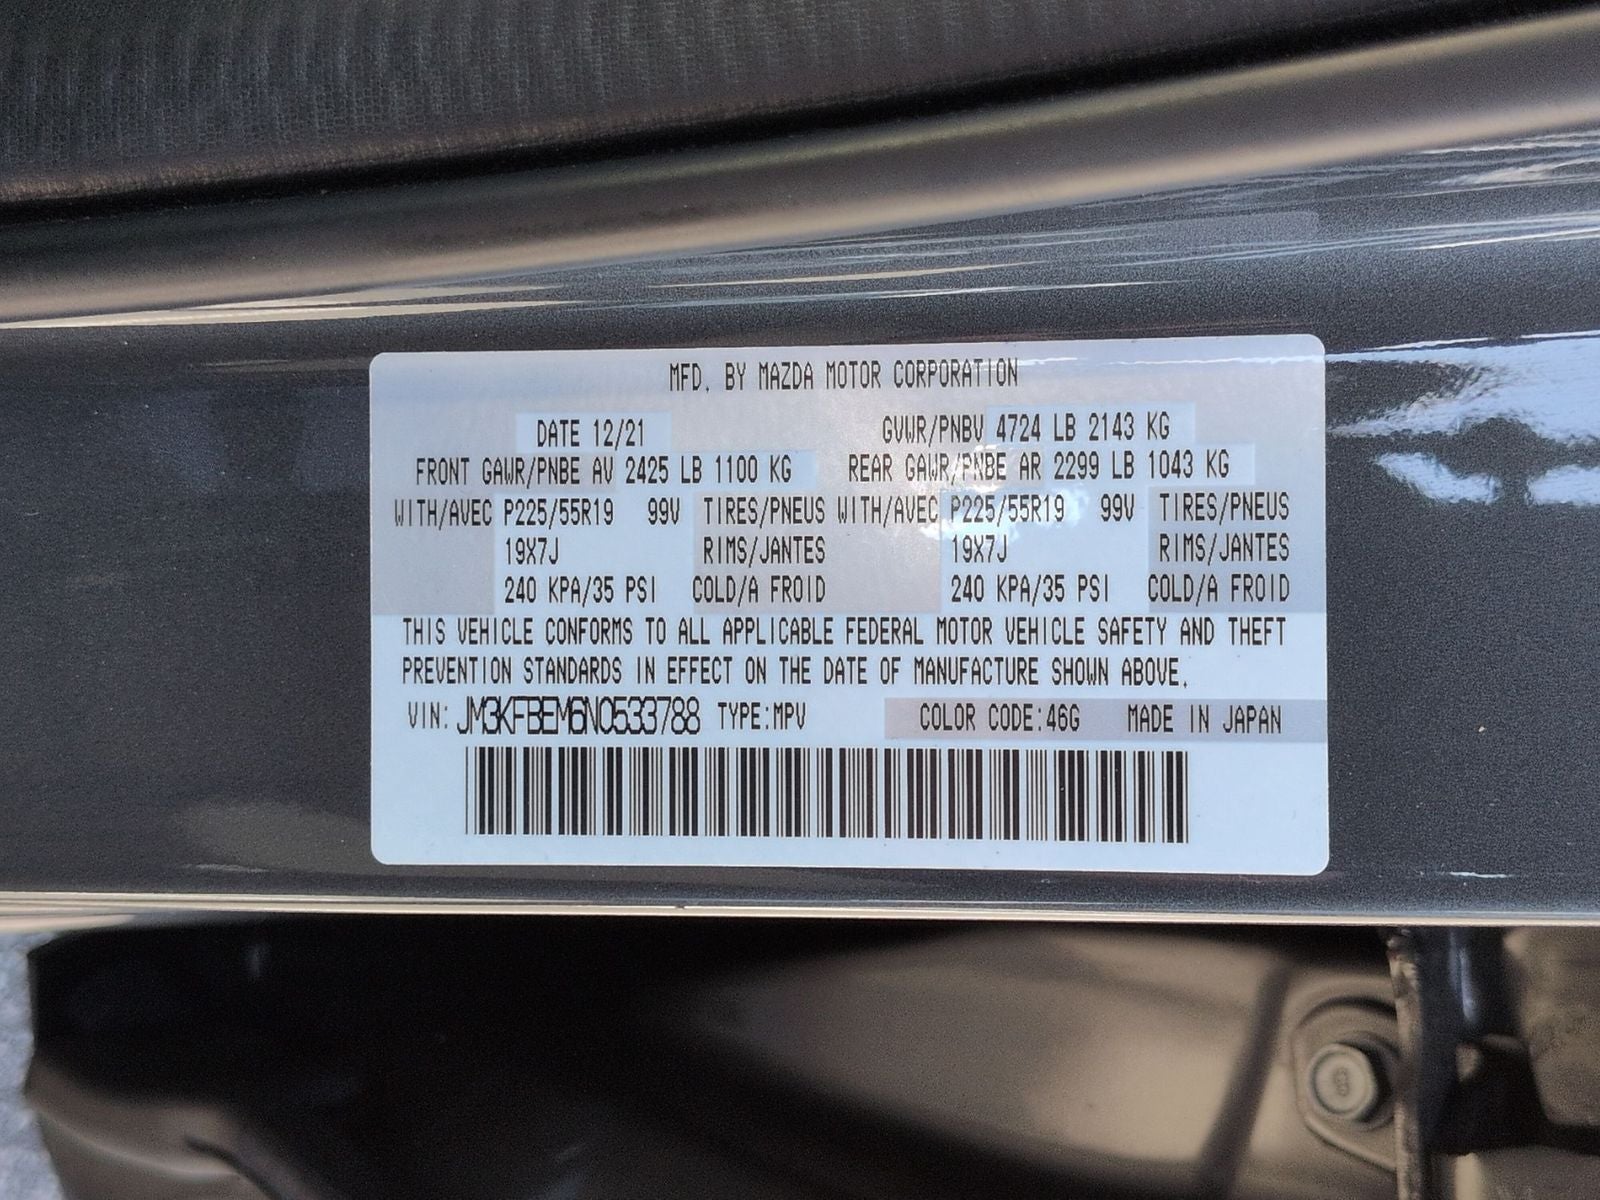 MFD. BY MAZDA MOTOR CORPORATION
DATE 12/21 GVWR/PNBV 4724 LB 2143 KG
FRONT GAWR/PNBE AV 2425 LB 1100 KG REAR GAWR/PNBE AR 2299 LB 1043 KG
WITH/AVEC P225/55R19 99V TIRES/PNEUS WITH/AVEC P225/55R19 99V TIRES/PNEUS
19X7J RIMS/JANTES 19X7J RIMS/JANTES
240 KPA/35 PSI COLD/A FROID 240 KPA/35 PSI COLD/A FROID
THIS VEHICLE CONFORMS TO ALL APPLICABLE FEDERAL MOTOR VEHICLE SAFETY AND THEFT
PREVENTION STANDARDS IN EFFECT ON THE DATE OF MANUFACTURE SHOWN ABOVE.
VIN: JM3KFBEM6N0533788 TYPE:MPV COLOR CODE:46G MADE IN JAPAN
8